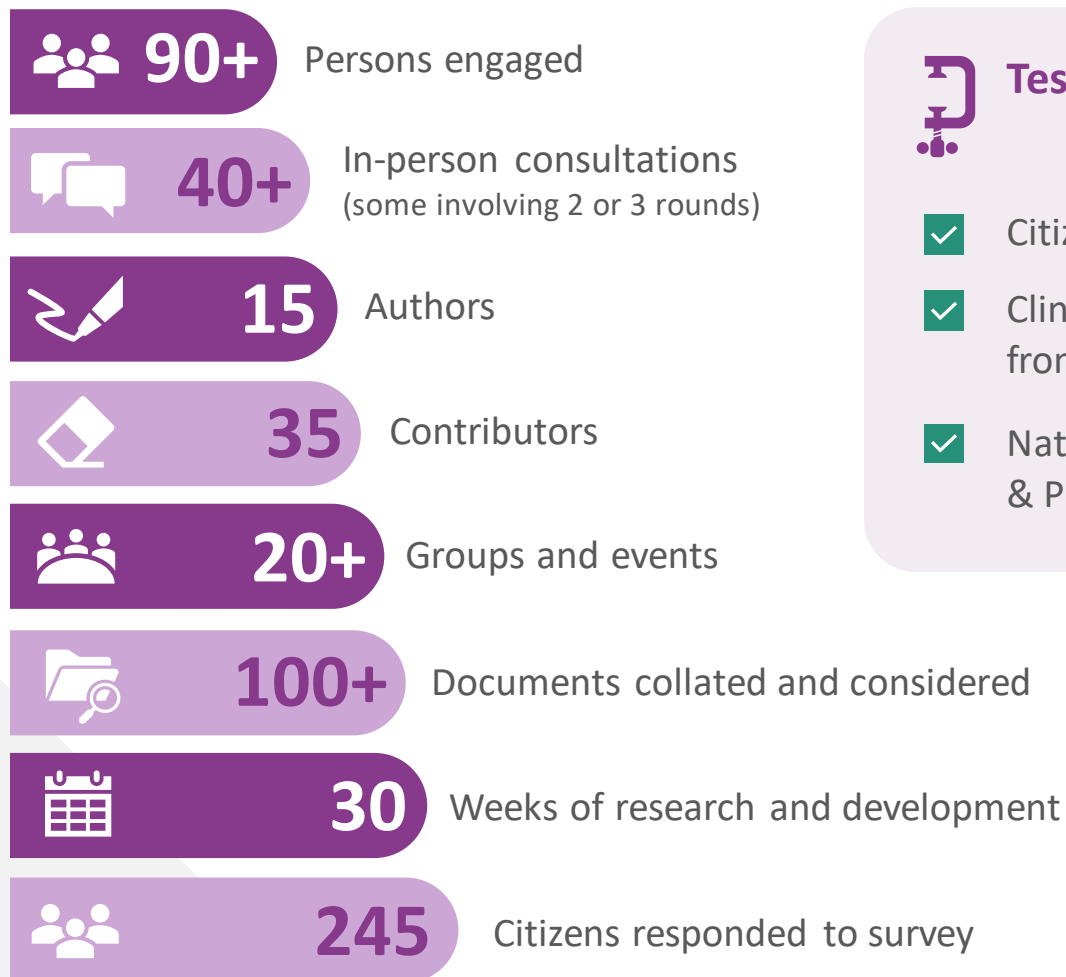 90+ Persons engaged
40+ In-person consultations
(some involving 2 or 3 rounds)
15 Authors
35 Contributors
20+ Groups and events
100+ Documents collated and considered
30 Weeks of research and development
245 Citizens responded to survey
& P